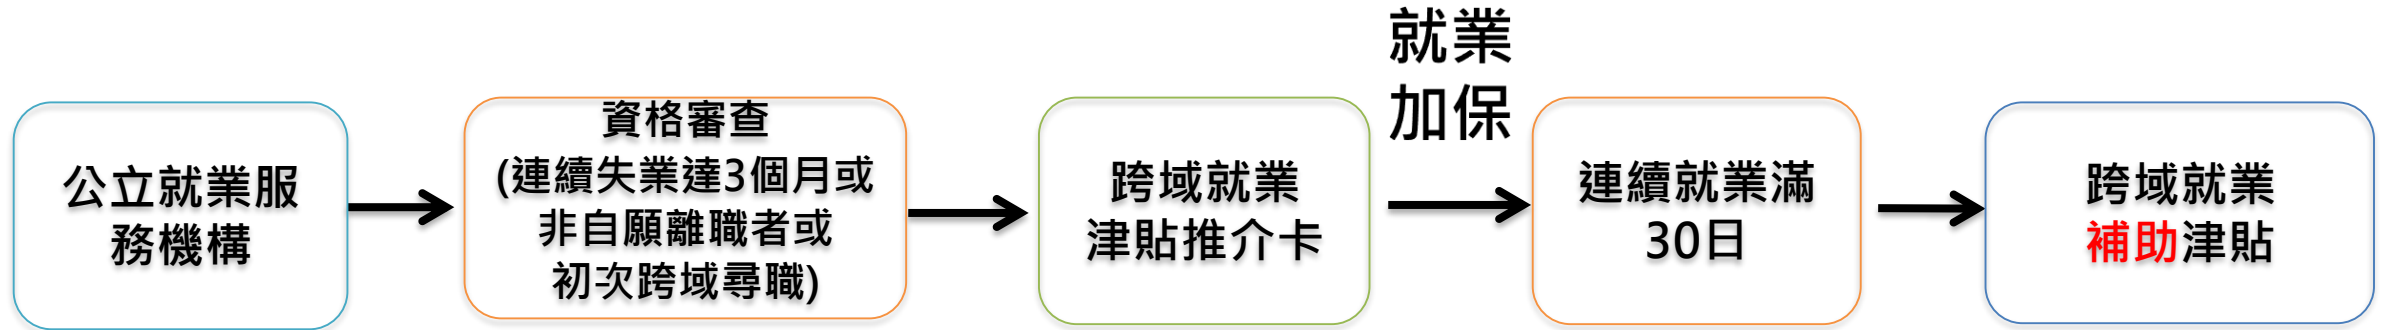 公立就業服
務機構
資格審查
(連續失業達3個月或
非自願離職者或
初次跨域尋職)
跨域就業
津貼推介卡
就業
加保
連續就業滿
30日
跨域就業
補助津貼